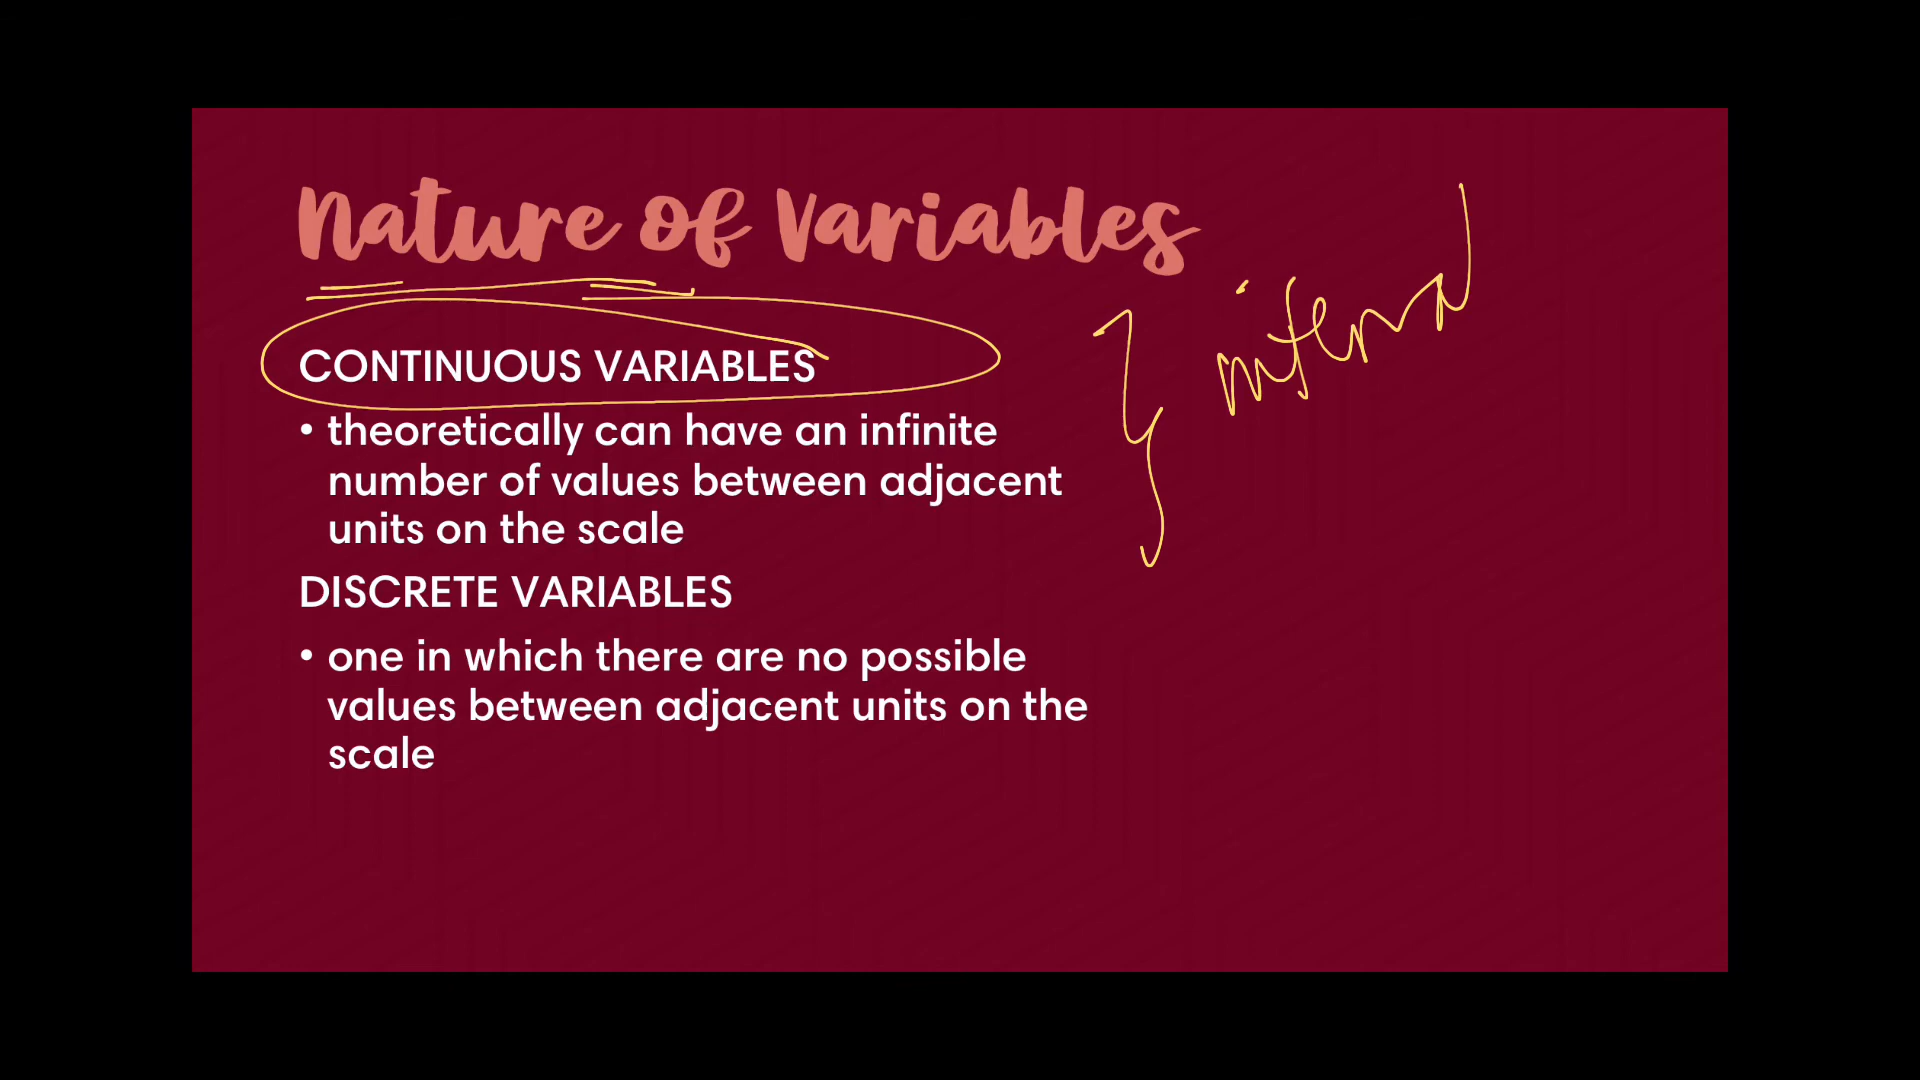 Nature of Variables
interval
CONTINUOUS VARIABLES
• theoretically can have an infinite
number of values between adjacent
units on the scale
DISCRETE VARIABLES
• one in which there are no possible
values between adjacent units on the
scale